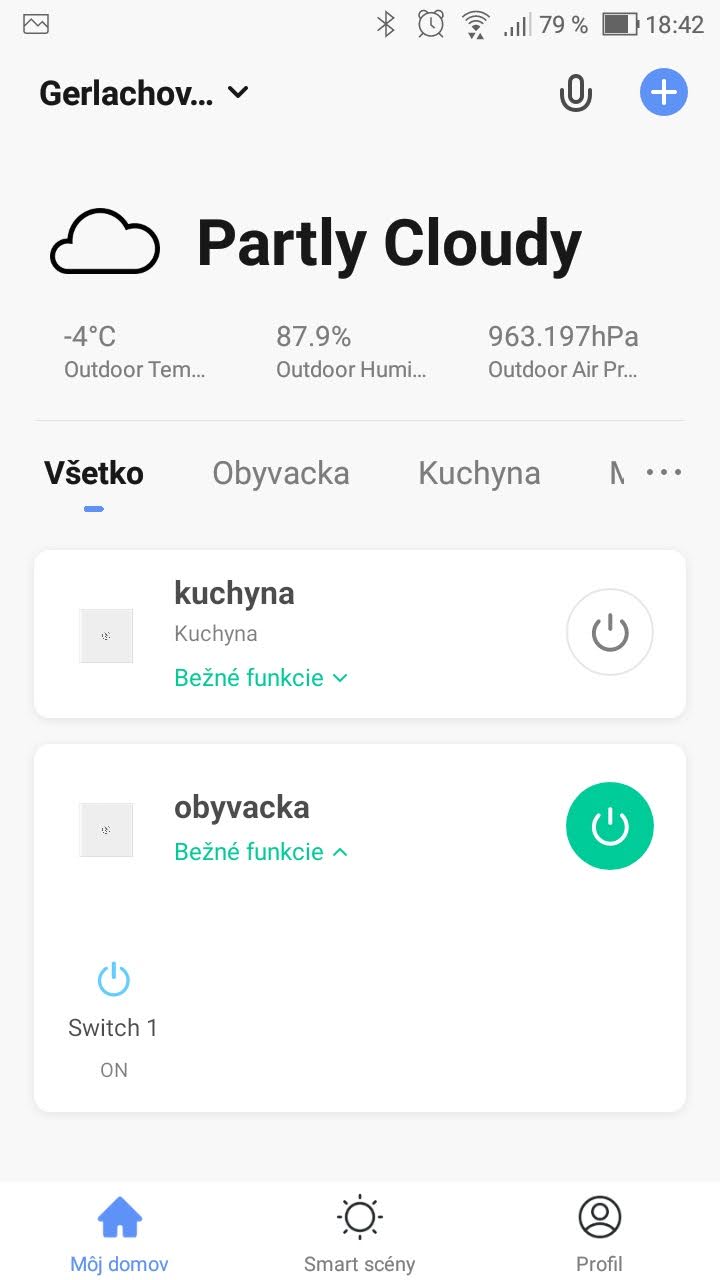 79 % 18:42
Gerlachov...
Partly Cloudy
-4°C 87.9% 963.197hPa
Outdoor Tem... Outdoor Humi... Outdoor Air Pr...
Všetko Obyvacka Kuchyna
kuchyna
Kuchyna
Bežné funkcie
obyvacka
Bežné funkcie
Switch 1
ON
Môj domov Smart scény Profil